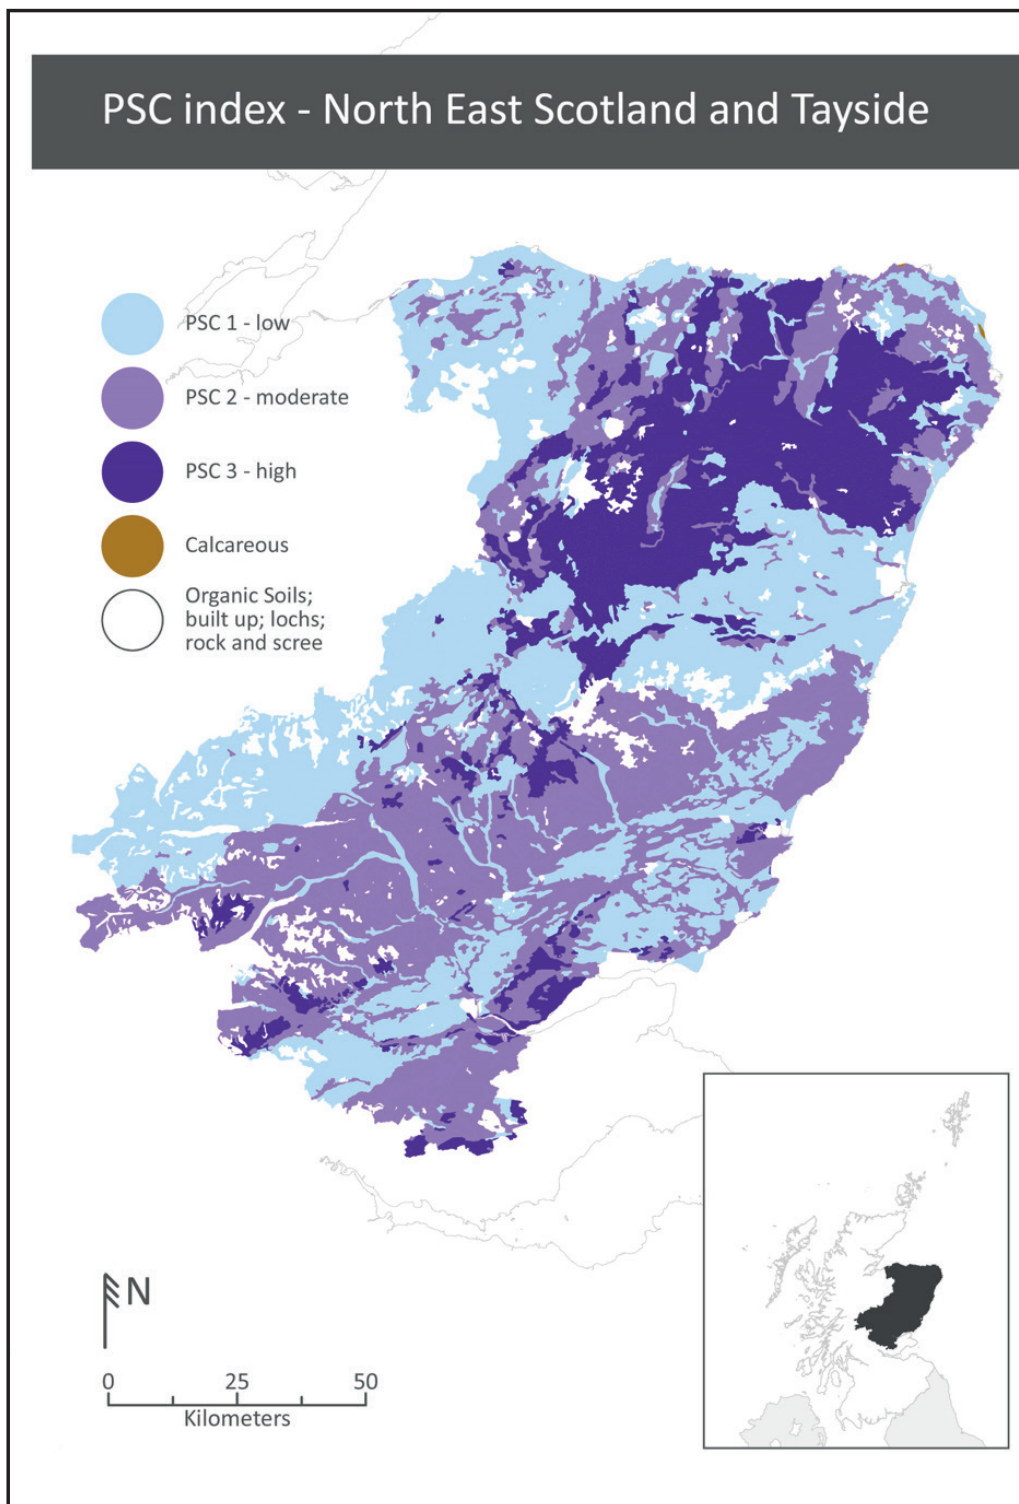 PSC index - North East Scotland and Tayside
PSC 1 - low
PSC 2 - moderate
PSC 3 - high
Calcareous
Organic Soils;
built up; lochs;
rock and scree
N
0 25 50
Kilometers